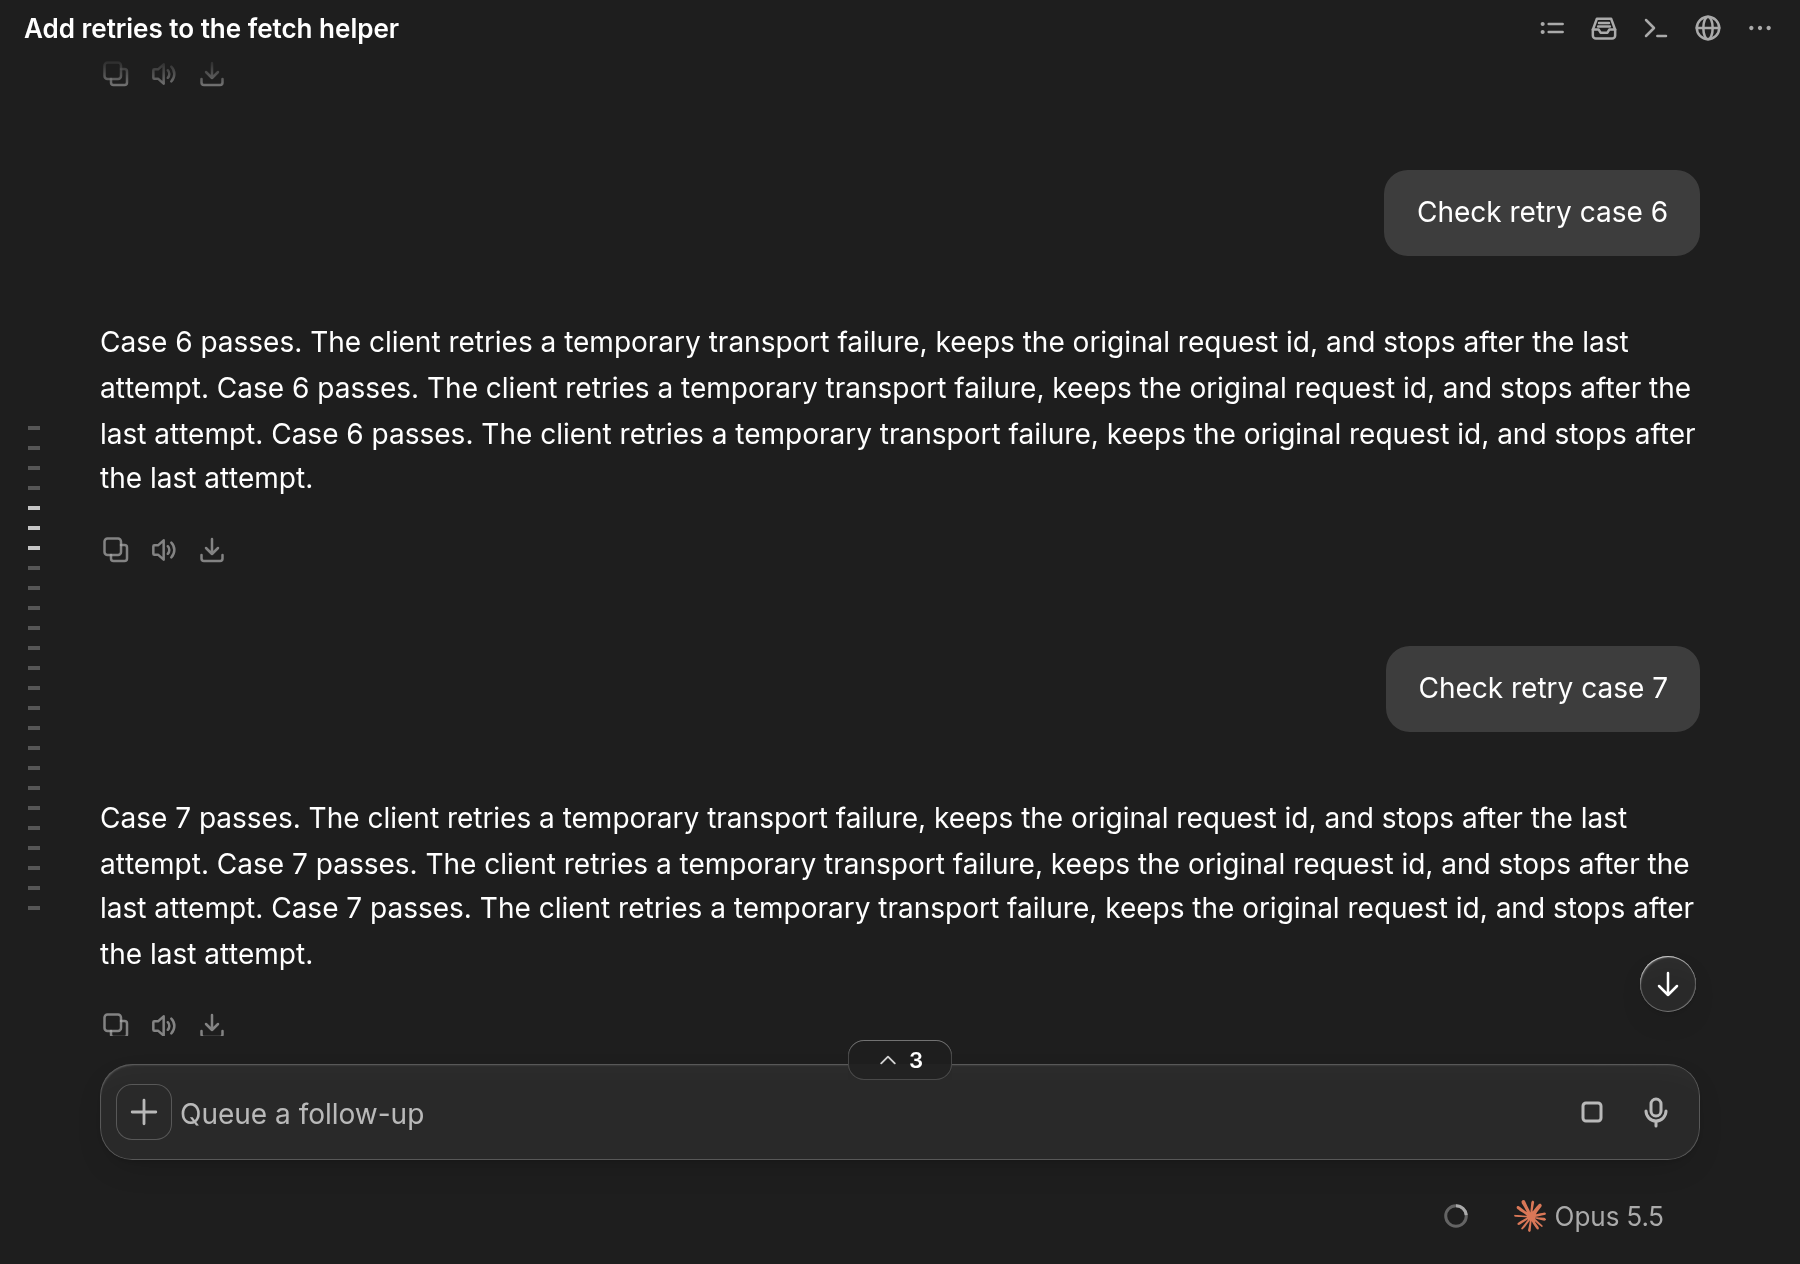 Add retries to the fetch helper
Check retry case 6
Case 6 passes. The client retries a temporary transport failure, keeps the original request id, and stops after the last
attempt. Case 6 passes. The client retries a temporary transport failure, keeps the original request id, and stops after the
last attempt. Case 6 passes. The client retries a temporary transport failure, keeps the original request id, and stops after
the last attempt.
Check retry case 7
Case 7 passes. The client retries a temporary transport failure, keeps the original request id, and stops after the last
attempt. Case 7 passes. The client retries a temporary transport failure, keeps the original request id, and stops after the
last attempt. Case 7 passes. The client retries a temporary transport failure, keeps the original request id, and stops after
the last attempt.
3
Queue a follow-up
Opus 5.5